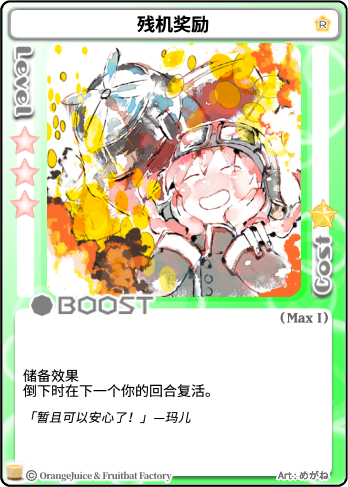 残机奖励
R
Level
Cost
BOOST
(Max 1)
储备效果
倒下时在下一个你的回合复活。
「暂且可以安心了！」—玛儿
© OrangeJuice & Fruitbat Factory
Art.: めがね